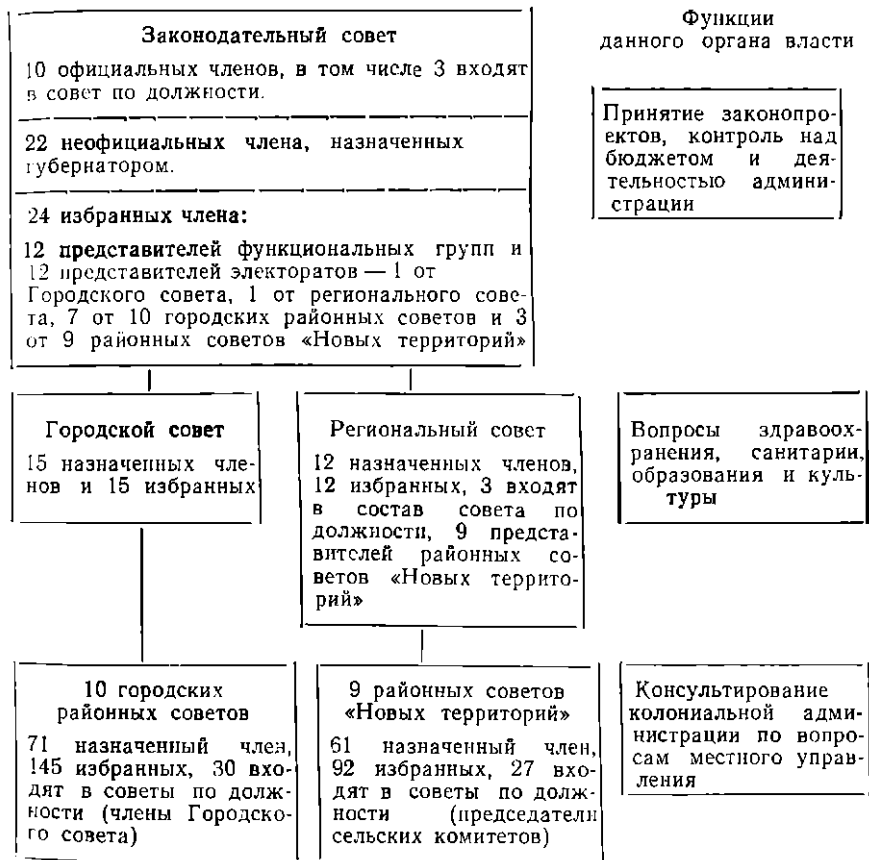 Законодательный совет
10 официальных членов, в том числе 3 входят
в совет по должности.
22 неофициальных члена, назначенных
губернатором.
24 избранных члена:
12 представителей функциональных групп и
12 представителей электоратов — 1 от
Городского совета, 1 от регионального сове-
та, 7 от 10 городских районных советов и 3
от 9 районных советов «Новых территорий»
Функции
данного органа власти
Принятие законопро-
ектов, контроль над
бюджетом и дея-
тельностью админи-
страции
Городской совет
15 назначенных чле-
нов и 15 избранных
Региональный совет
12 назначенных членов,
12 избранных, 3 входят
в состав совета по
должности, 9 предста-
вителей районных со-
ветов «Новых террито-
рий»
Вопросы здравоох-
ранения, санитарии,
образования и куль-
туры
10 городских
районных советов
71 назначенный член,
145 избранных, 30 вхо-
дят в советы по долж-
ности (члены Городско-
го совета)
9 районных советов
«Новых территорий»
61 назначенный член,
92 избранных, 27 вхо-
дят в советы по долж-
ности (председатели
сельских комитетов)
Консультирование
колониальной адми-
нистрации по вопро-
сам местного управ-
ления